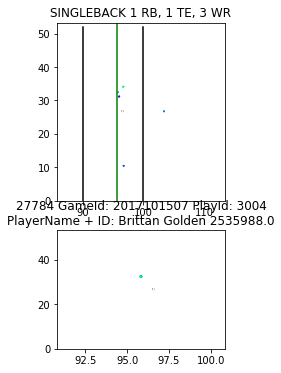 SINGLEBACK 1 RB, 1 TE, 3 WR
50
40
30
20
10
0
90 100 110
27784 GameId: 2017101507 PlayId: 3004
PlayerName + ID: Brittan Golden 2535988.0
40
20
0
92.5 95.0 97.5 100.0